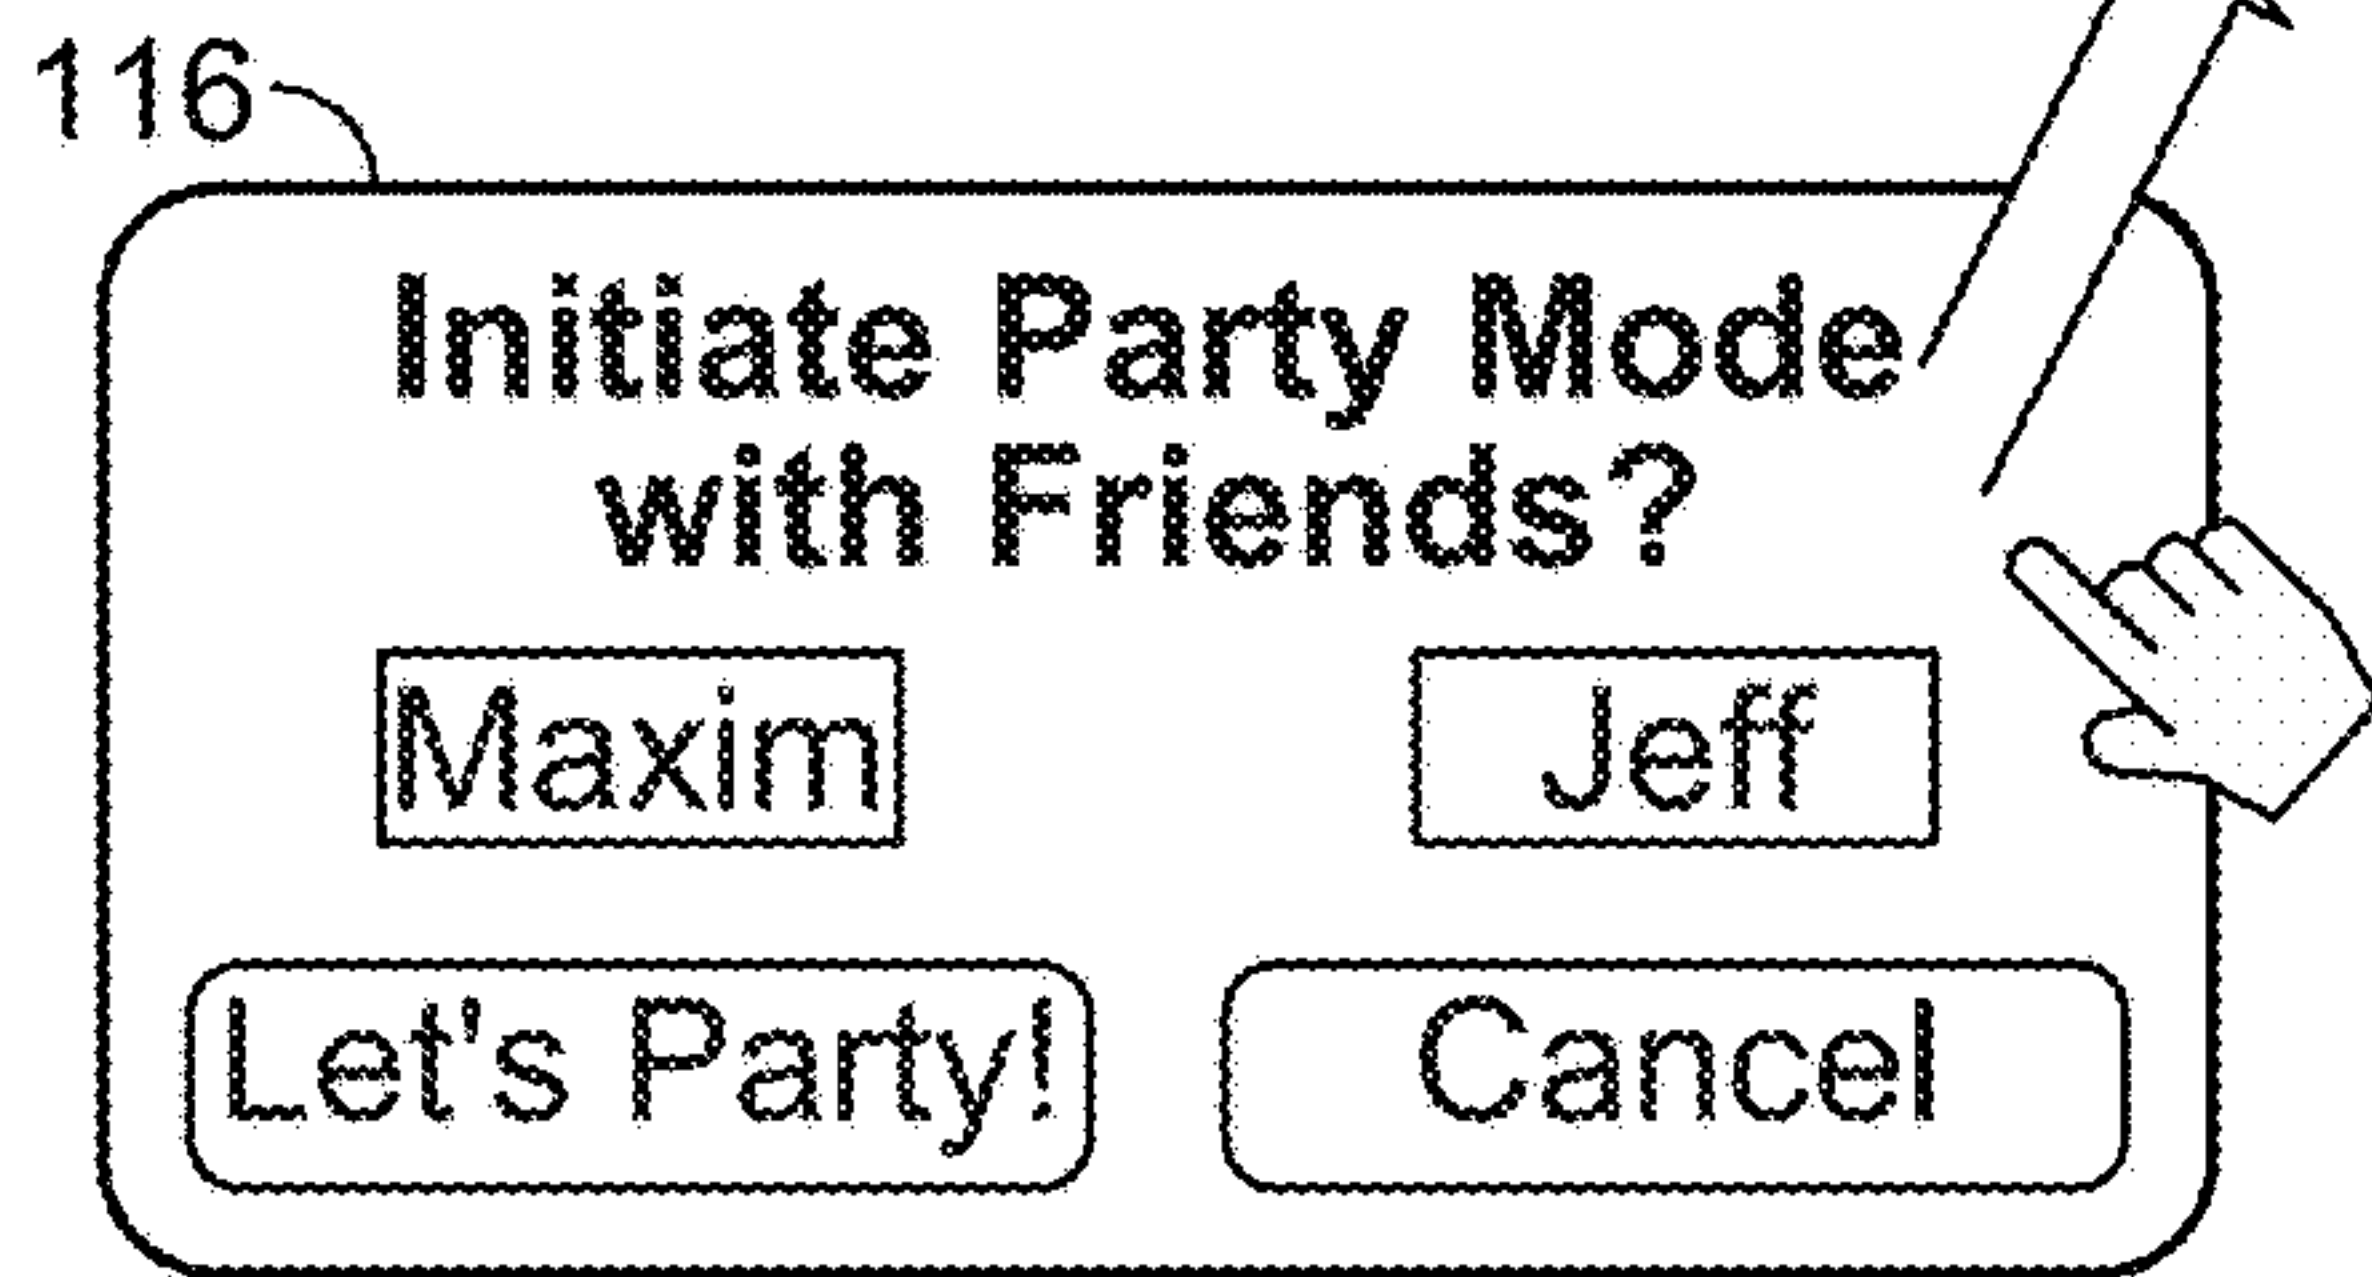 116
Initiate Party Mode
with Friends?
Maxim Jeff
Let's Party! Cancel